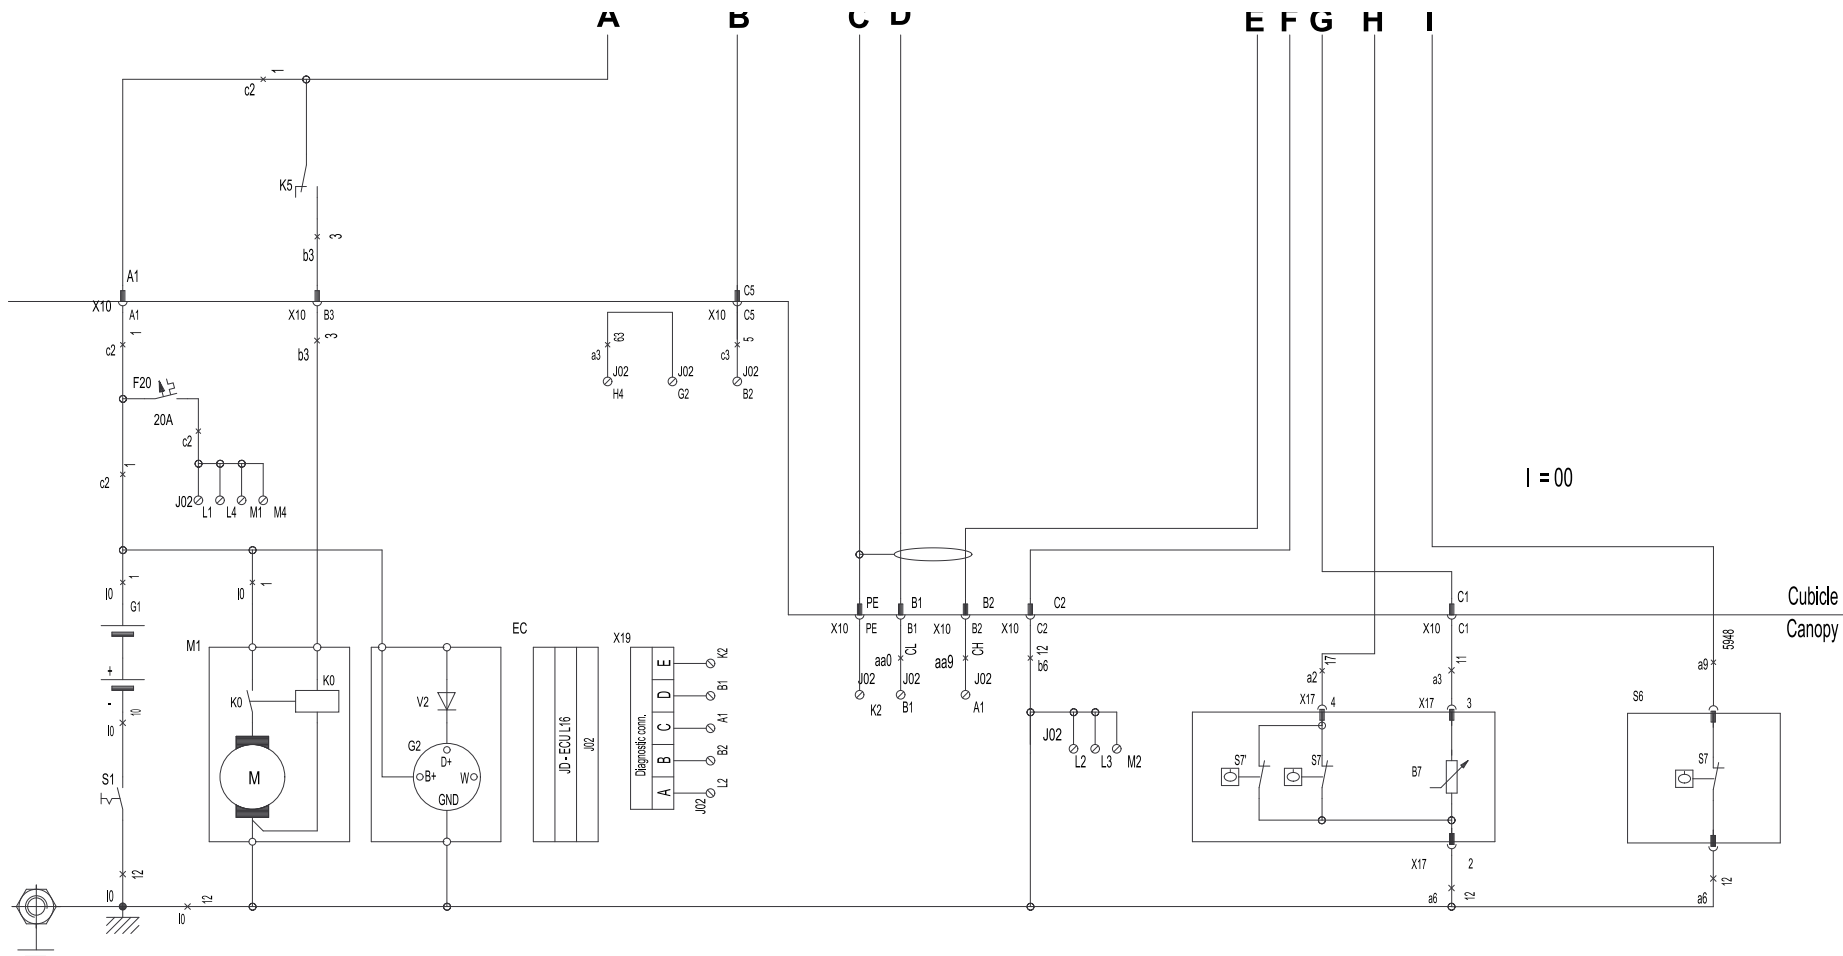 A B C D E F G H I
1
c2
K5
3
b3
A1
X10
A1
X10 B3
C5
X10 C5
1
c2
3
b3
63
a3
J02
H4
J02
G2
5
c3
J02
B2
F20
20A
c2
J02 L1 L4 M1 M4
1
c2
I = 00
1
l0
G1
1
l0
+
-
10
l0
S1
12
l0
12
l0
M1
K0
K0
M
EC
V2
G2
D+
B+
W
GND
JD - ECU L16
J02
X19
Diagnostic conn.
E K2
D B1
C A1
B B2
A L2
J02
PE B1 B2 C2
X10 PE B1 X10 B2 X10 C2
CL
aa0
CH
aa9
12
b6
J02 J02 J02
K2 B1 A1
J02
L2 L3 M2
C1
X10 C1
Cubicle
Canopy
17
a2
11
a3
X17 4
X17 3
S7'
S7
B7
X17 2
12
a6
5948
a9
S6
S7
12
a6